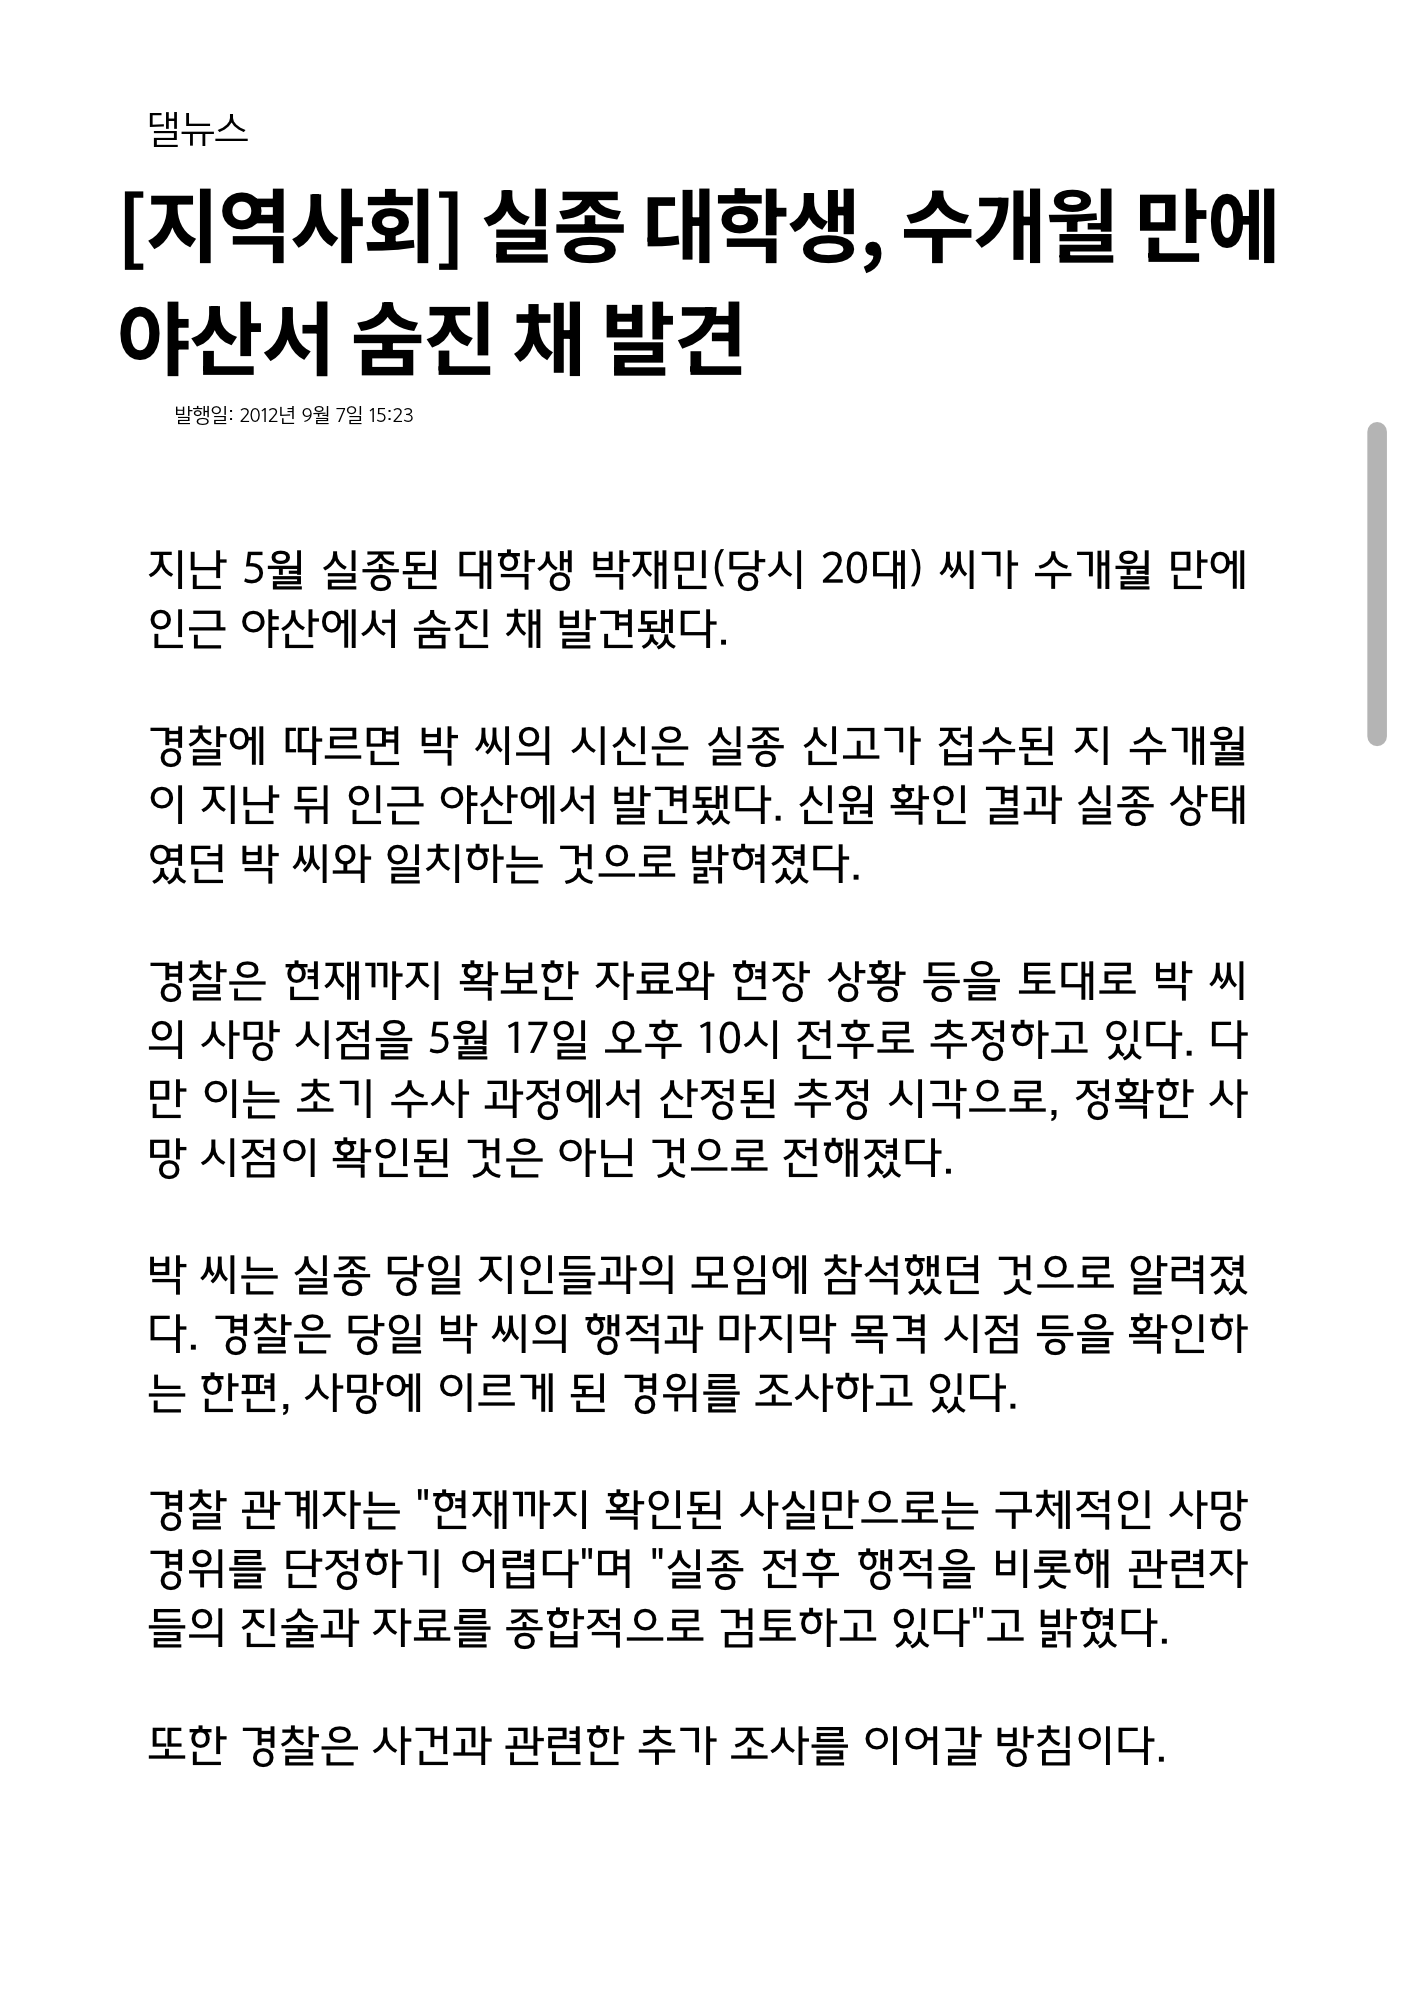 댈뉴스
[지역사회] 실종 대학생, 수개월 만에
야산서 숨진 채 발견
발행일: 2012년 9월 7일 15:23
지난 5월 실종된 대학생 박재민(당시 20대) 씨가 수개월 만에
인근 야산에서 숨진 채 발견됐다.
경찰에 따르면 박 씨의 시신은 실종 신고가 접수된 지 수개월
이 지난 뒤 인근 야산에서 발견됐다. 신원 확인 결과 실종 상태
였던 박 씨와 일치하는 것으로 밝혀졌다.
경찰은 현재까지 확보한 자료와 현장 상황 등을 토대로 박 씨
의 사망 시점을 5월 17일 오후 10시 전후로 추정하고 있다. 다
만 이는 초기 수사 과정에서 산정된 추정 시각으로, 정확한 사
망 시점이 확인된 것은 아닌 것으로 전해졌다.
박 씨는 실종 당일 지인들과의 모임에 참석했던 것으로 알려졌
다. 경찰은 당일 박 씨의 행적과 마지막 목격 시점 등을 확인하
는 한편, 사망에 이르게 된 경위를 조사하고 있다.
경찰 관계자는 "현재까지 확인된 사실만으로는 구체적인 사망
경위를 단정하기 어렵다"며 "실종 전후 행적을 비롯해 관련자
들의 진술과 자료를 종합적으로 검토하고 있다"고 밝혔다.
또한 경찰은 사건과 관련한 추가 조사를 이어갈 방침이다.